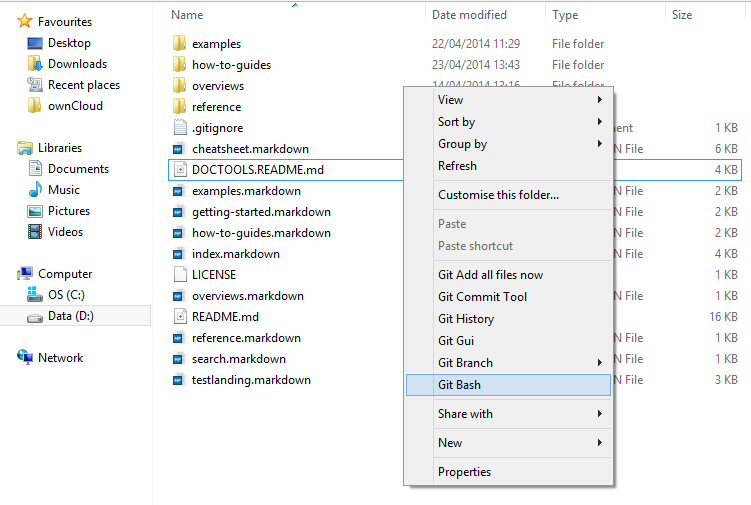 Favourites
Desktop
Downloads
Recent places
ownCloud
Libraries
Documents
Music
Pictures
Videos
Computer
OS (C:)
Data (D:)
Network
Name Date modified Type Size
examples 22/04/2014 11:29 File folder
how-to-guides 23/04/2014 13:43 File folder
overviews 14/04/2014 13:16 File folder
reference
.gitignore ent 1 KB
cheatsheet.markdown N File 6 KB
DOCTOOLS.README.md 4 KB
examples.markdown N File 2 KB
getting-started.markdown N File 2 KB
how-to-guides.markdown N File 2 KB
index.markdown N File 4 KB
LICENSE 1 KB
overviews.markdown N File 1 KB
README.md 16 KB
reference.markdown N File 1 KB
search.markdown N File 1 KB
testlanding.markdown N File 3 KB
View
Sort by
Group by
Refresh
Customise this folder...
Paste
Paste shortcut
Git Add all files now
Git Commit Tool
Git History
Git Gui
Git Branch
Git Bash
Share with
New
Properties